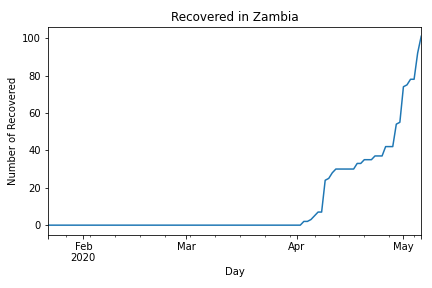 Recovered in Zambia
Number of Recovered
100
80
60
40
20
0
Feb
2020
Mar
Apr
May
Day